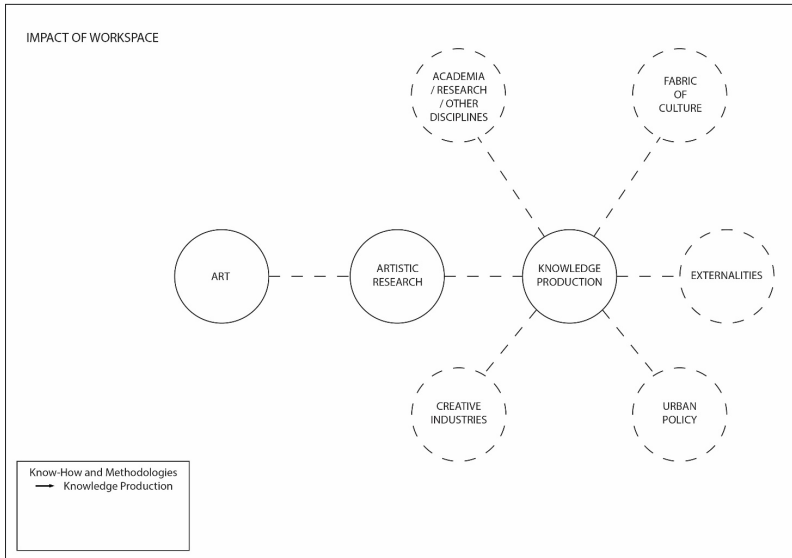 IMPACT OF WORKSPACE
ACADEMIA
/ RESEARCH
/ OTHER
DISCIPLINES
FABRIC
OF
CULTURE
ART
ARTISTIC
RESEARCH
KNOWLEDGE
PRODUCTION
EXTERNALITIES
CREATIVE
INDUSTRIES
URBAN
POLICY
Know-How and Methodologies
→ Knowledge Production